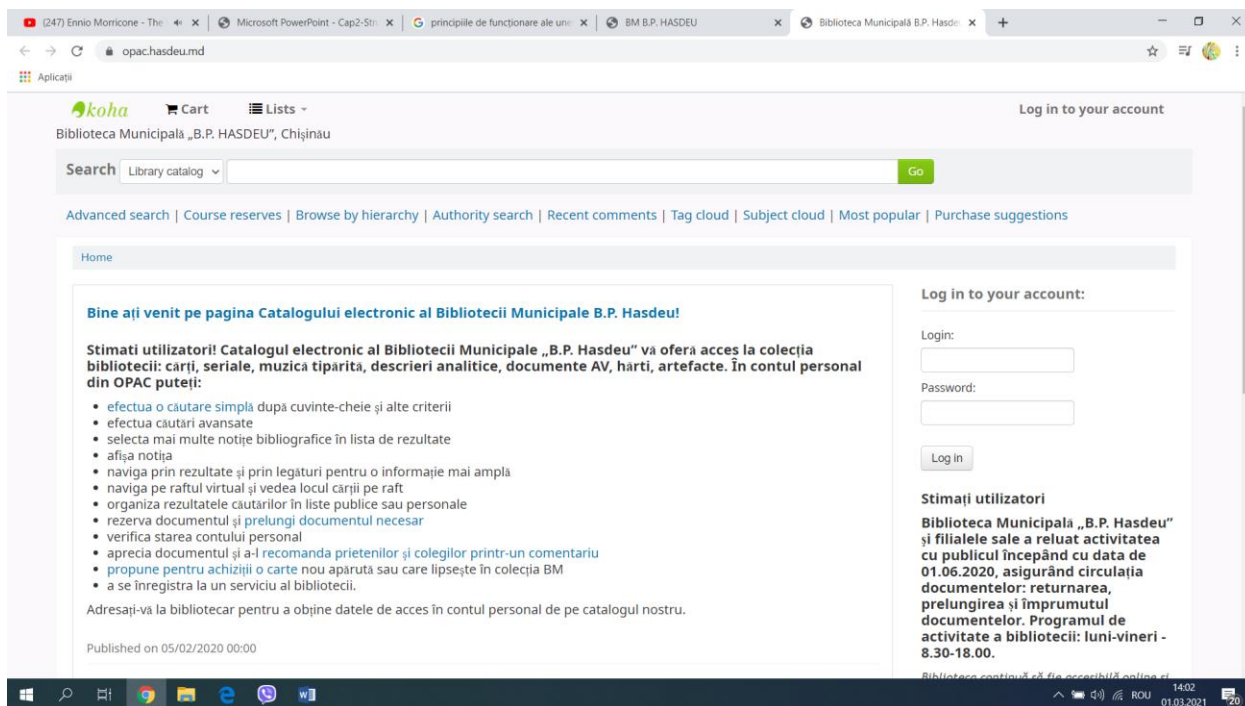 (247) Ennio Morricone - The
Microsoft PowerPoint - Cap2-Str
principiile de funcționare ale une
BM B.P. HASDEU
Biblioteca Municipală B.P. Hasdeu
opac.hasdeu.md
Aplicații
koha Cart Lists
Log in to your account
Biblioteca Municipală „B.P. HASDEU”, Chișinău
Search Library catalog Go
Advanced search | Course reserves | Browse by hierarchy | Authority search | Recent comments | Tag cloud | Subject cloud | Most popular | Purchase suggestions
Home
Bine ați venit pe pagina Catalogului electronic al Bibliotecii Municipale B.P. Hasdeu!
Stimati utilizatori! Catalogul electronic al Bibliotecii Municipale „B.P. Hasdeu” vă oferă acces la colecția
bibliotecii: cărți, seriale, muzică tipărită, descrieri analitice, documente AV, hărti, artefacte. În contul personal
din OPAC puteți:
• efectua o căutare simplă după cuvinte-cheie și alte criterii
• efectua căutări avansate
• selecta mai multe notițe bibliografice în lista de rezultate
• afișa notița
• naviga prin rezultate și prin legături pentru o informație mai amplă
• naviga pe raftul virtual și vedea locul cărții pe raft
• organiza rezultatele căutărilor în liste publice sau personale
• rezerva documentul și prelungi documentul necesar
• verifica starea contului personal
• aprecia documentul și a-l recomanda prietenilor și colegilor printr-un comentariu
• propune pentru achiziții o carte nou apărută sau care lipsește în colecția BM
• a se înregistra la un serviciu al bibliotecii.
Adresați-vă la bibliotecar pentru a obține datele de acces în contul personal de pe catalogul nostru.
Published on 05/02/2020 00:00
Log in to your account:
Login:
Password:
Log in
Stimați utilizatori
Biblioteca Municipală „B.P. Hasdeu”
și filialele sale a reluat activitatea
cu publicul începând cu data de
01.06.2020, asigurând circulația
documentelor: returnarea,
prelungirea și împrumutul
documentelor. Programul de
activitate a bibliotecii: luni-vineri -
8.30-18.00.
Biblioteca continuă să fie accesibilă online și
ROU
14:02
01.03.2021
20